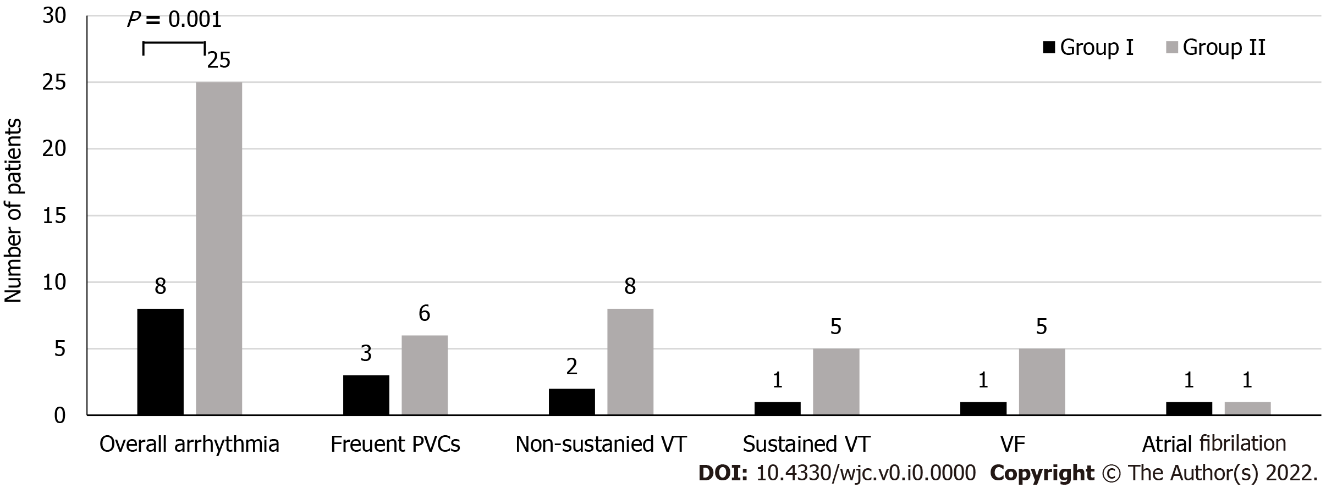 30
P = 0.001
25
Group I
Group II
25
20
15
10
5
0
Number of patients
8
3
6
2
8
1
5
1
5
1
1
Overall arrhythmia
Freuent PVCs
Non-sustanied VT
Sustained VT
VF
Atrial fibrilation
DOI: 10.4330/wjc.v0.i0.0000 Copyright © The Author(s) 2022.